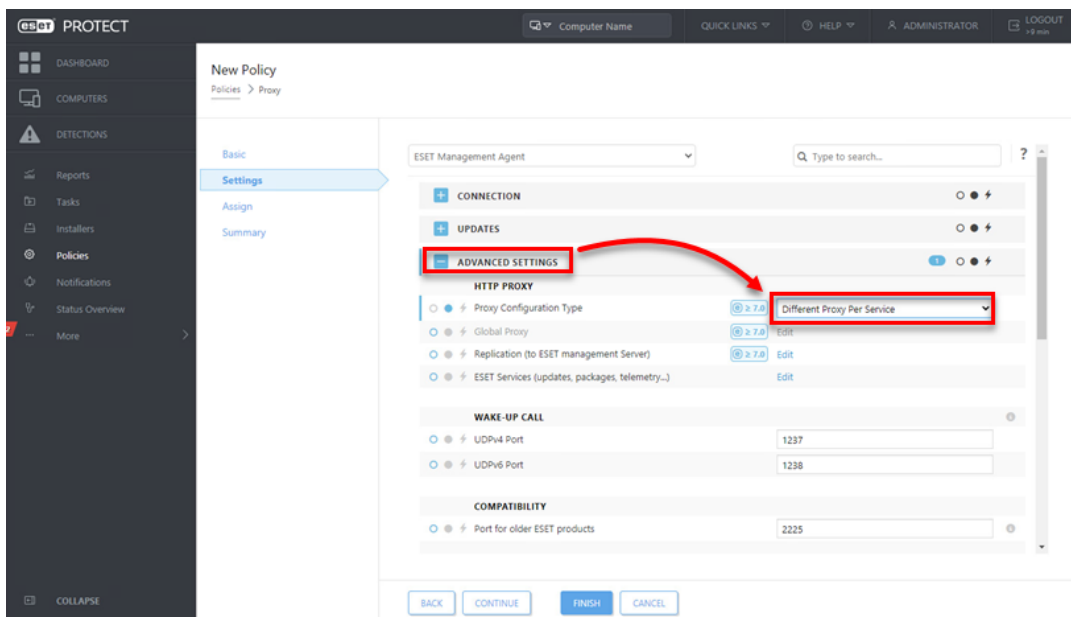 eset PROTECT
Computer Name
QUICK LINKS
HELP
ADMINISTRATOR
LOGOUT
>9 min
DASHBOARD
COMPUTERS
DETECTIONS
Reports
Tasks
Installers
Policies
Notifications
Status Overview
More
COLLAPSE
New Policy
Policies > Proxy
Basic
Settings
Assign
Summary
ESET Management Agent
Type to search...
?
CONNECTION
UPDATES
ADVANCED SETTINGS
1
HTTP PROXY
Proxy Configuration Type ≥ 7.0 Different Proxy Per Service
Global Proxy ≥ 7.0 Edit
Replication (to ESET management Server) ≥ 7.0 Edit
ESET Services (updates, packages, telemetry...) Edit
WAKE-UP CALL
UDPv4 Port 1237
UDPv6 Port 1238
COMPATIBILITY
Port for older ESET products 2225
BACK
CONTINUE
FINISH
CANCEL